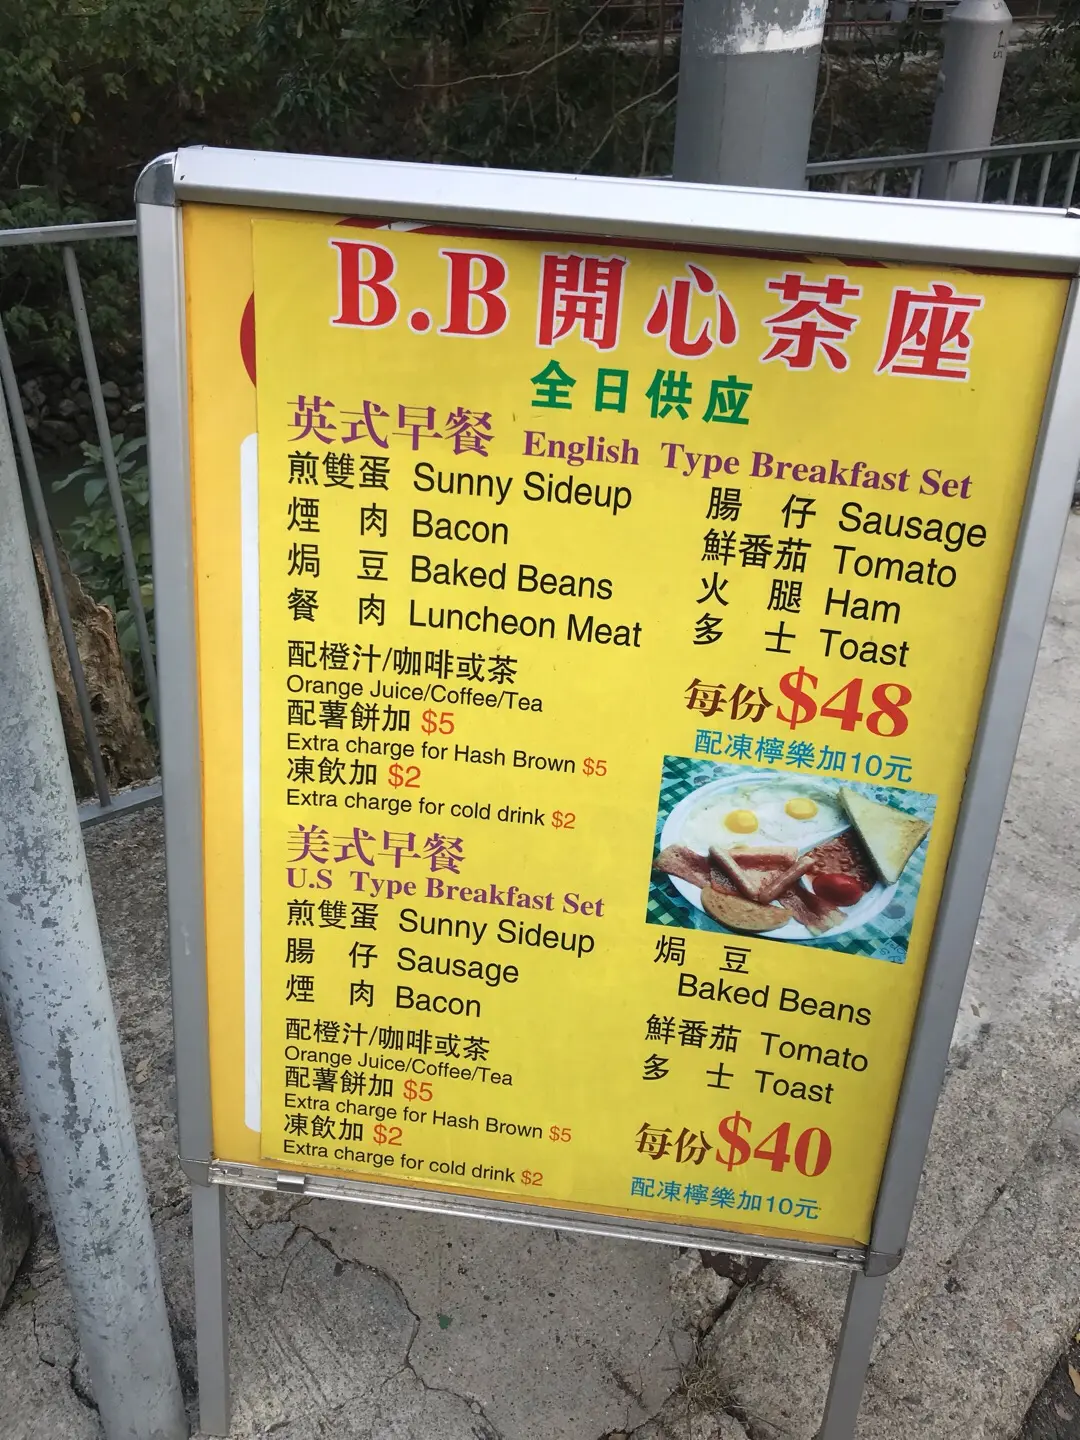 B.B開心茶座
全日供应
英式早餐 English Type Breakfast Set
煎雙蛋 Sunny Sideup
煙肉 Bacon
焗豆 Baked Beans
餐肉 Luncheon Meat
腸仔 Sausage
鮮番茄 Tomato
火腿 Ham
多士 Toast
配橙汁/咖啡或茶
Orange Juice/Coffee/Tea
配薯餅加 $5
Extra charge for Hash Brown $5
凍飲加 $2
Extra charge for cold drink $2
每份$48
配凍檸樂加10元
美式早餐
U.S Type Breakfast Set
煎雙蛋 Sunny Sideup
腸仔 Sausage
煙肉 Bacon
焗豆
Baked Beans
鮮番茄 Tomato
多士 Toast
配橙汁/咖啡或茶
Orange Juice/Coffee/Tea
配薯餅加 $5
Extra charge for Hash Brown $5
凍飲加 $2
Extra charge for cold drink $2
每份$40
配凍檸樂加10元